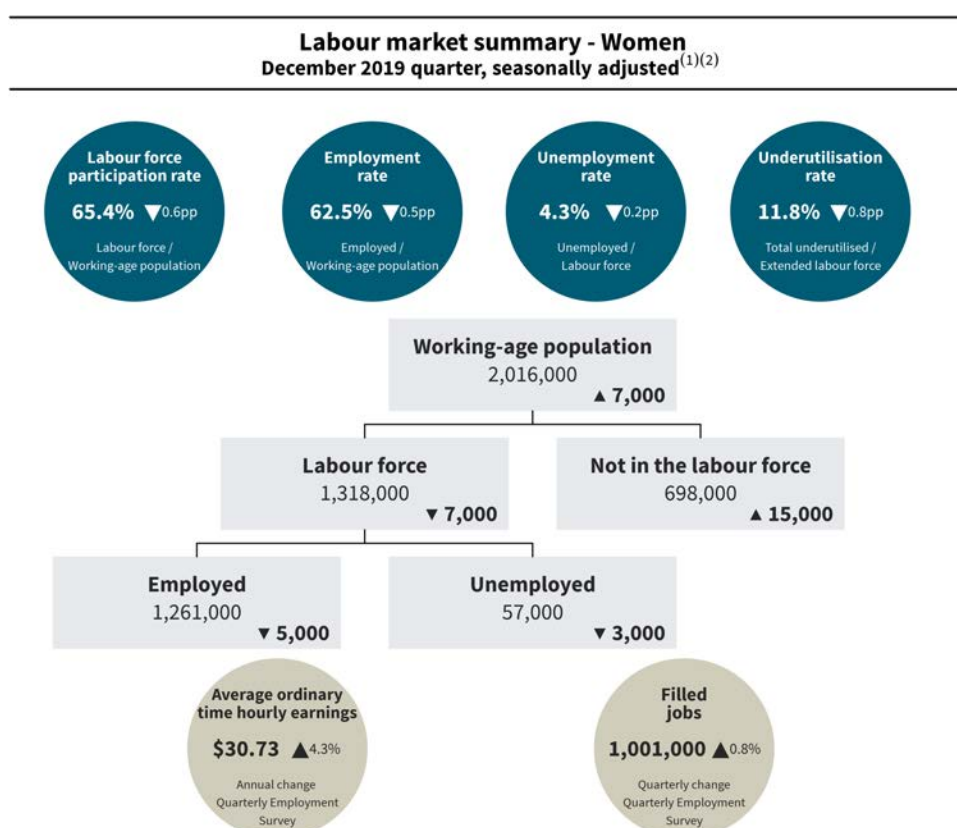 Labour market summary - Women
December 2019 quarter, seasonally adjusted(1)(2)
Labour force
participation rate
65.4% ▼0.6pp
Labour force /
Working-age population
Employment
rate
62.5% ▼0.5pp
Employed /
Working-age population
Unemployment
rate
4.3% ▼0.2pp
Unemployed /
Labour force
Underutilisation
rate
11.8% ▼0.8pp
Total underutilised /
Extended labour force
Working-age population
2,016,000
▲ 7,000
Labour force
1,318,000
▼ 7,000
Not in the labour force
698,000
▲ 15,000
Employed
1,261,000
▼ 5,000
Unemployed
57,000
▼ 3,000
Average ordinary
time hourly earnings
$30.73 ▲4.3%
Annual change
Quarterly Employment
Survey
Filled
jobs
1,001,000 ▲0.8%
Quarterly change
Quarterly Employment
Survey